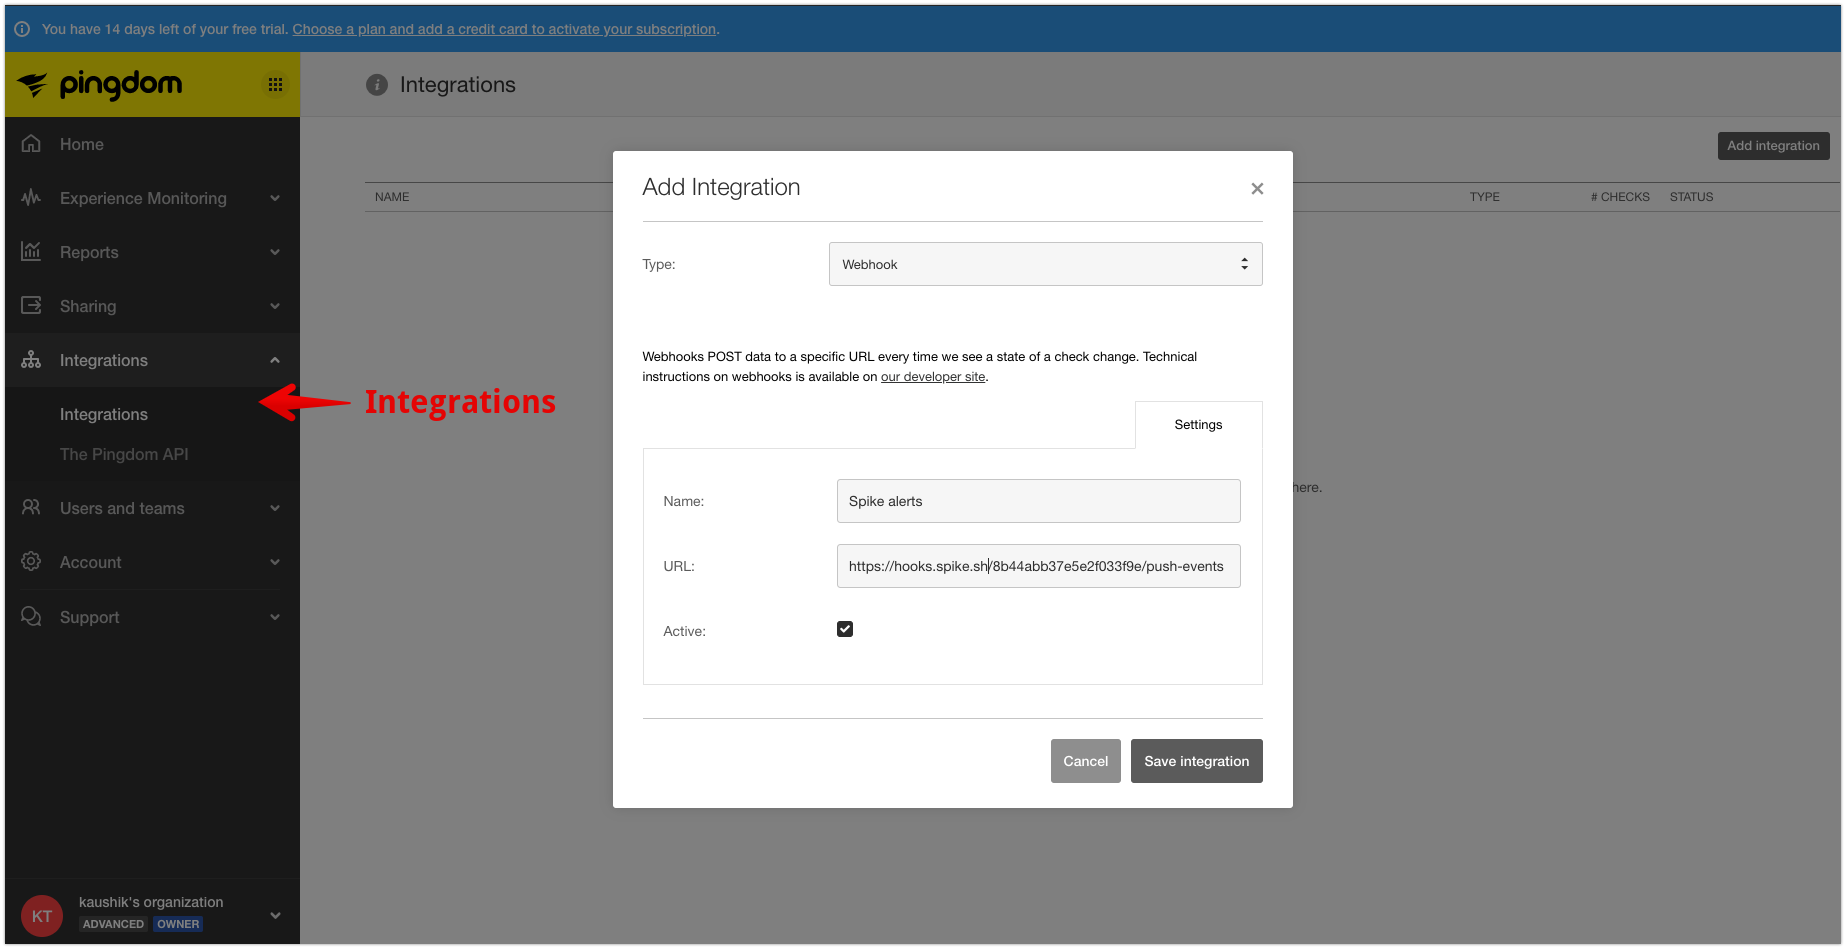 You have 14 days left of your free trial. Choose a plan and add a credit card to activate your subscription.
pingdom
Integrations
Home
Experience Monitoring
Reports
Sharing
Integrations
Integrations
The Pingdom API
Users and teams
Account
Support
kaushik's organization
KT
ADVANCED OWNER
Integrations
Add integration
NAME TYPE # CHECKS STATUS
here.
Add Integration
Type: Webhook
Webhooks POST data to a specific URL every time we see a state of a check change. Technical
instructions on webhooks is available on our developer site.
Settings
Name: Spike alerts
URL: https://hooks.spike.sh/8b44abb37e5e2f033f9e/push-events
Active:
Cancel Save integration